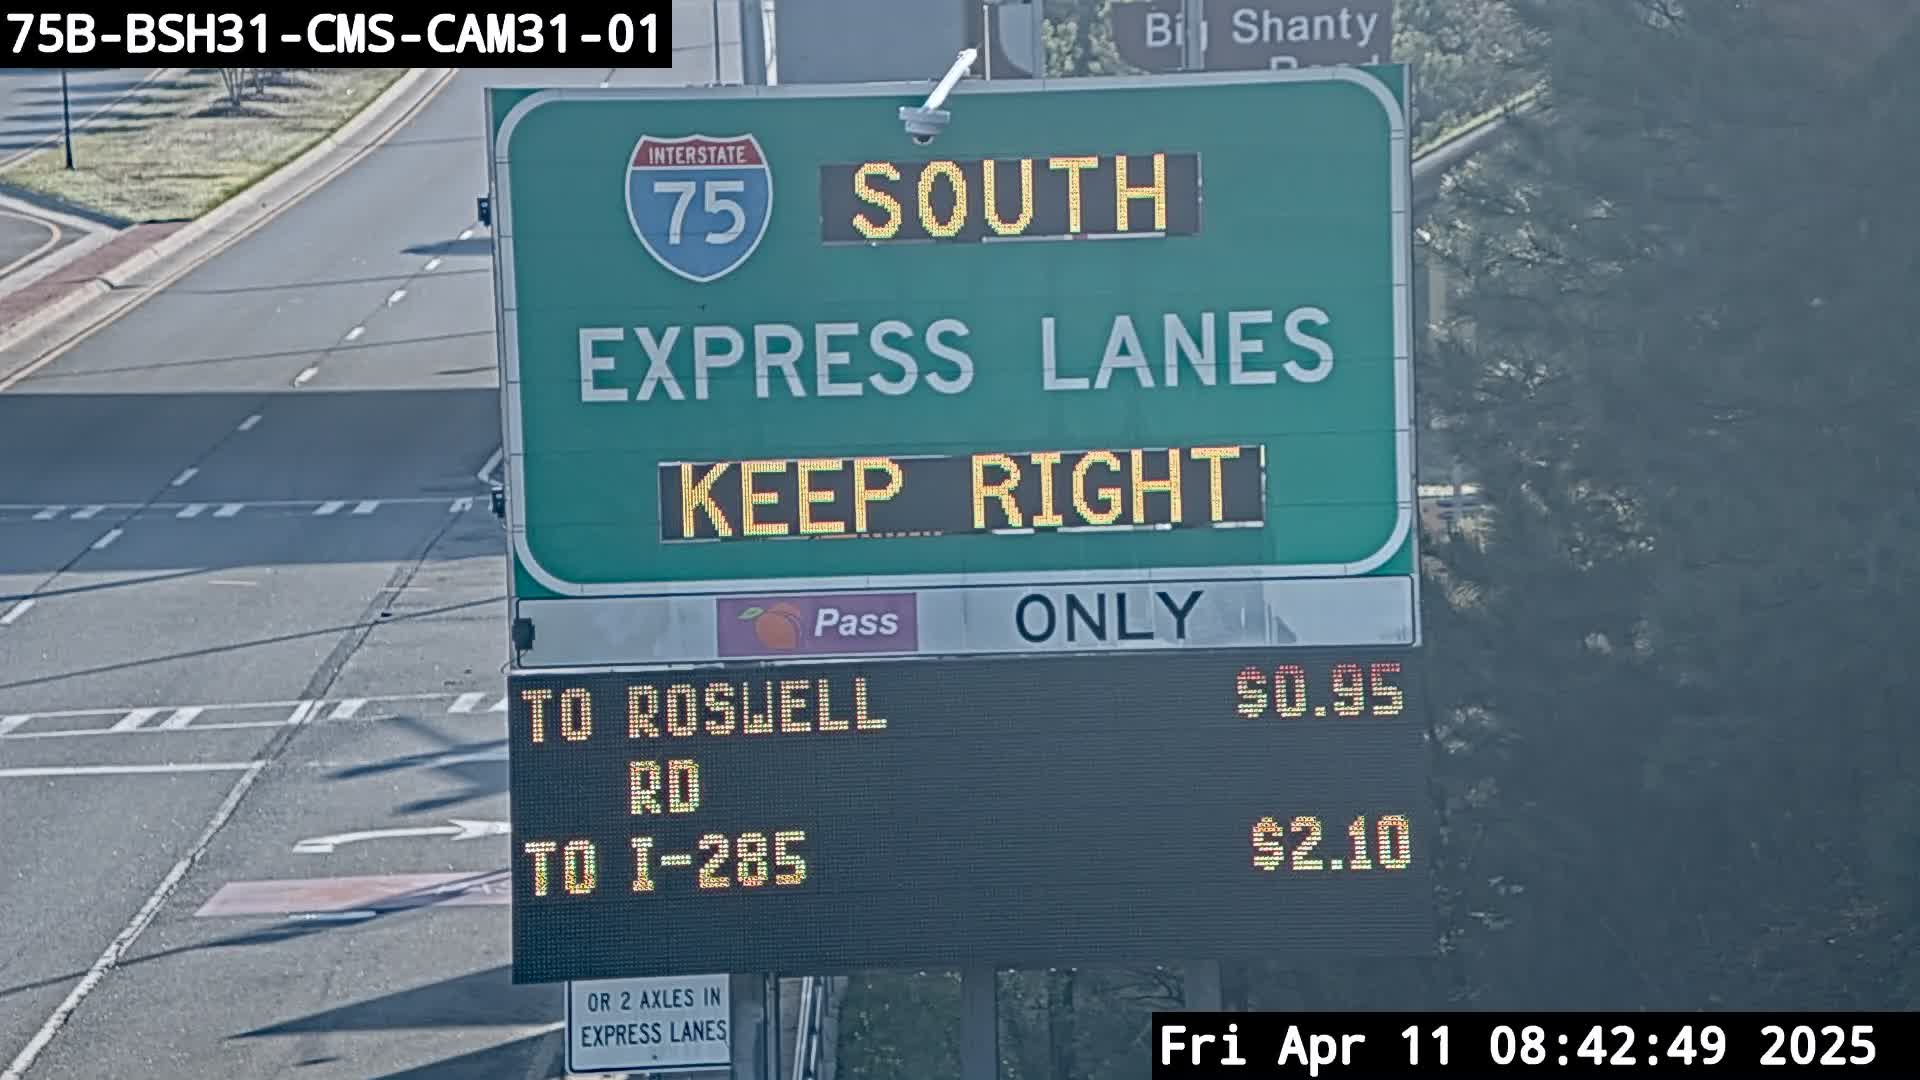 75B-BSH31-CMS-CAM31-01
Big Shanty
Road
INTERSTATE
75
SOUTH
EXPRESS LANES
KEEP RIGHT
Pass
ONLY
TO ROSWELL $0.95
RD
TO I-285 $2.10
OR 2 AXLES IN
EXPRESS LANES
Fri Apr 11 08:42:49 2025